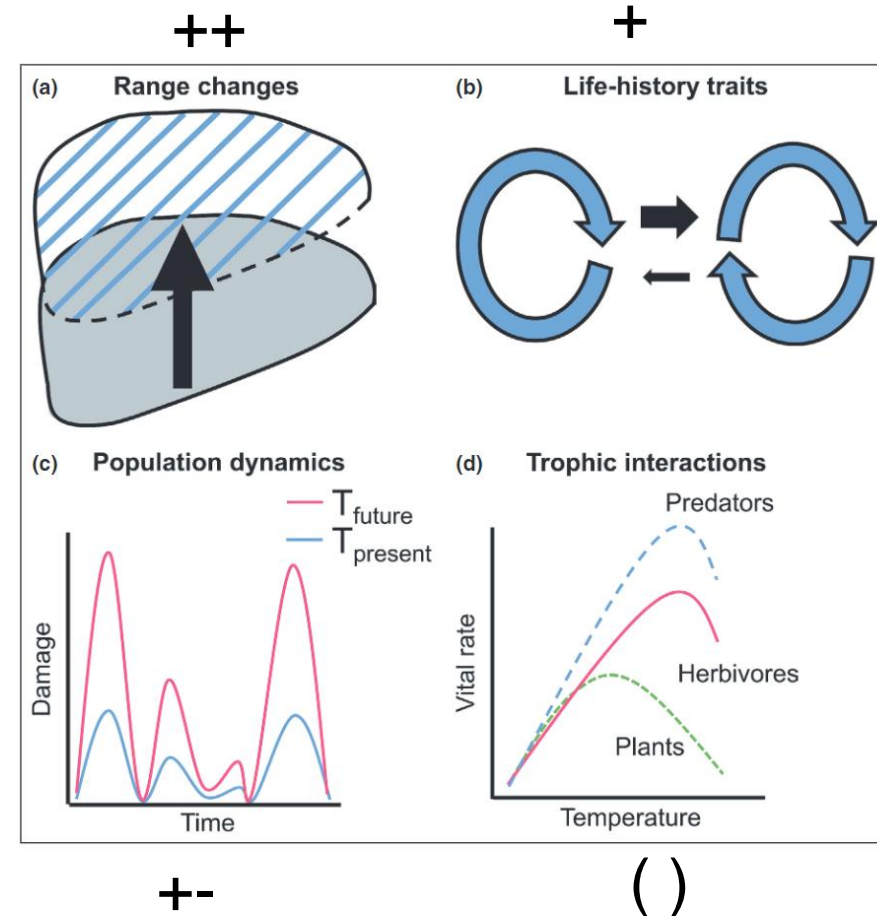 ++ +
(a) Range changes
(b) Life-history traits
(c) Population dynamics
T future
T present
Damage
Time
(d) Trophic interactions
Predators
Herbivores
Plants
Vital rate
Temperature
+- ( )